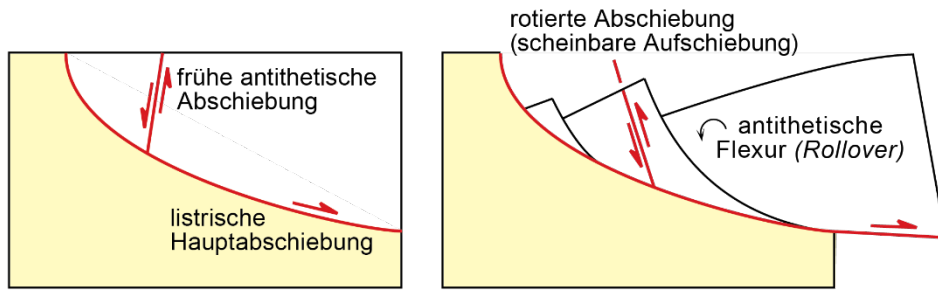 frühe antithetische
Abschiebung
listrische
Hauptabschiebung
rotierte Abschiebung
(scheinbare Aufschiebung)
antithetische
Flexur (Rollover)